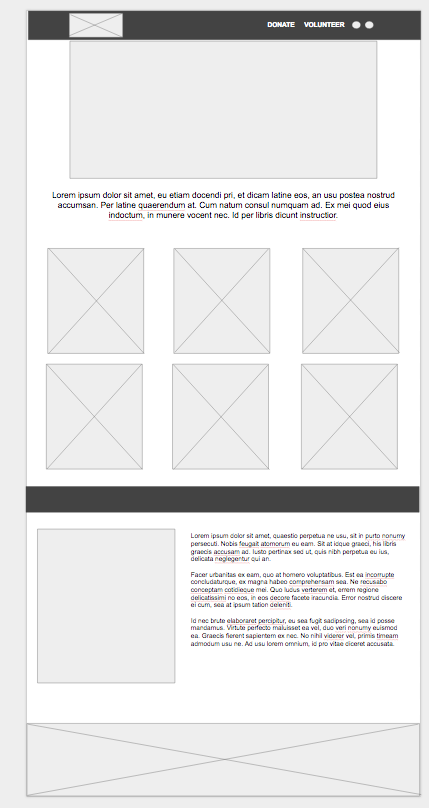 DONATE VOLUNTEER
Lorem ipsum dolor sit amet, eu etiam docendi pri, et dicam latine eos, an usu postea nostrud
accumsan. Per latine quaerendum at. Cum natum consul numquam ad. Ex mei quod eius
indoctum, in munere vocent nec. Id per libris dicunt instructior.
Lorem ipsum dolor sit amet, quaestio perpetua ne usu, sit in purto nonumy
persecuti. Nobis feugait atomorum eu eam. Sit at idque graeci, his libris
graecis accusam ad. Iusto pertinax sed ut, quis nibh perpetua eu ius,
delicata neglegentur qui an.
Facer urbanitas ex eam, quo at homero voluptatibus. Est ea incorrupte
concludaturque, ex magna habeo comprehensam sea. Ne recusabo
conceptam cotidieque mei. Quo ludus verterem et, errem regione
delicatissimi no eos, in eos decore facete iracundia. Error nostrud discere
ei cum, sea at ipsum tation deleniti.
Id nec brute elaboraret percipitur, eu sea fugit sadipscing, sea id posse
mandamus. Virtute perfecto maluisset ea vel, duo veri nonumy euismod
ea. Graecis fierent sapientem ex nec. No nihil viderer vel, primis timeam
admodum usu ne. Ad usu lorem omnium, id pro vitae diceret accusata.